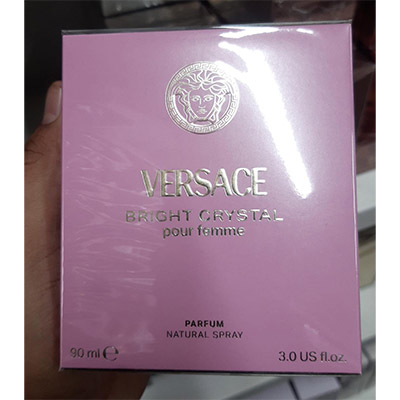 VERSACE
BRIGHT CRYSTAL
pour femme
PARFUM
NATURAL SPRAY
90 ml ℮ 3.0 US fl.oz.